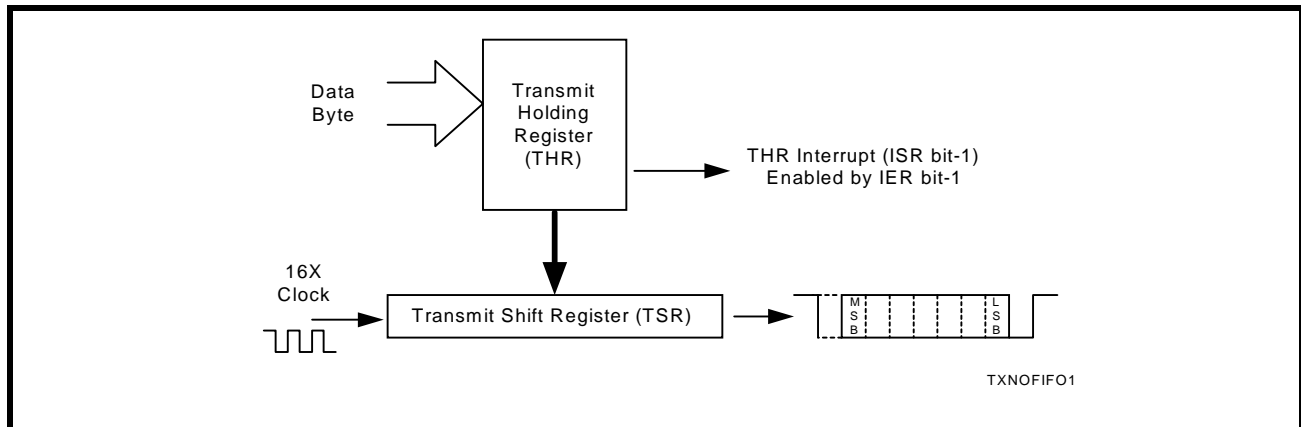 Data
Byte
Transmit
Holding
Register
(THR)
THR Interrupt (ISR bit-1)
Enabled by IER bit-1
16X
Clock
Transmit Shift Register (TSR)
M
S
B
L
S
B
TXNOFIFO1